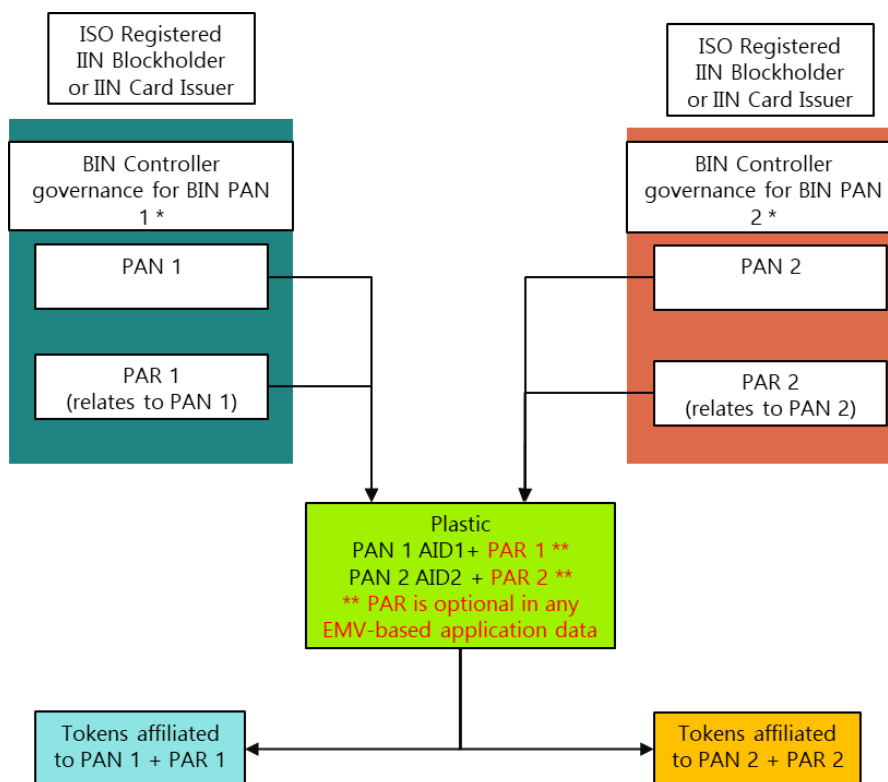 ISO Registered
IIN Blockholder
or IIN Card Issuer
ISO Registered
IIN Blockholder
or IIN Card Issuer
BIN Controller
governance for BIN PAN
1 *
BIN Controller
governance for BIN PAN
2 *
PAN 1
PAN 2
PAR 1
(relates to PAN 1)
PAR 2
(relates to PAN 2)
Plastic
PAN 1 AID1+ PAR 1 **
PAN 2 AID2 + PAR 2 **
** PAR is optional in any
EMV-based application data
Tokens affiliated
to PAN 1 + PAR 1
Tokens affiliated
to PAN 2 + PAR 2